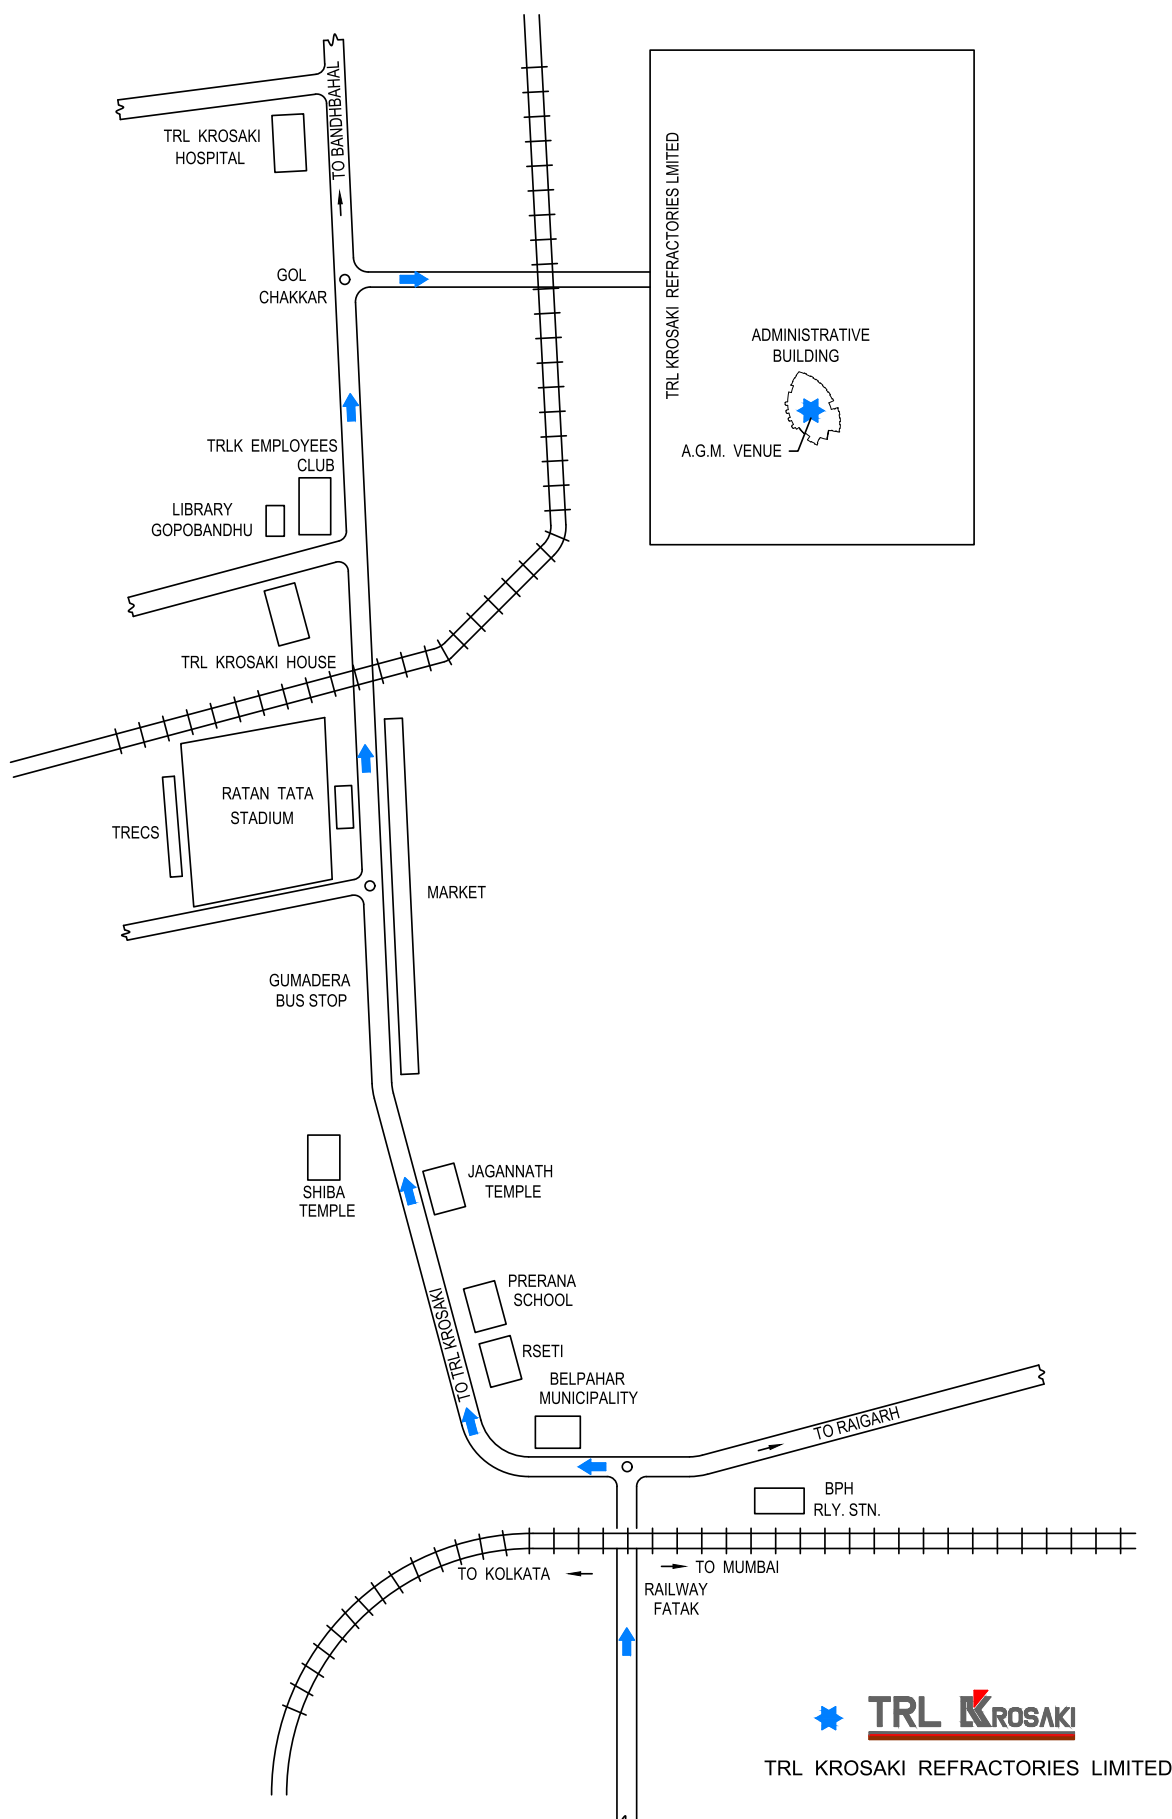 TO BANDHBAHAL
TRL KROSAKI
HOSPITAL
TRL KROSAKI REFRACTORIES LMITED
GOL
CHAKKAR
ADMINISTRATIVE
BUILDING
A.G.M. VENUE
TRLK EMPLOYEES
CLUB
LIBRARY
GOPOBANDHU
TRL KROSAKI HOUSE
RATAN TATA
STADIUM
TRECS
MARKET
GUMADERA
BUS STOP
JAGANNATH
TEMPLE
SHIBA
TEMPLE
PRERANA
SCHOOL
TO TRL KROSAKI
RSETI
BELPAHAR
MUNICIPALITY
TO RAIGARH
BPH
RLY. STN.
TO KOLKATA
TO MUMBAI
RAILWAY
FATAK
TRL KROSAKI
TRL KROSAKI REFRACTORIES LIMITED